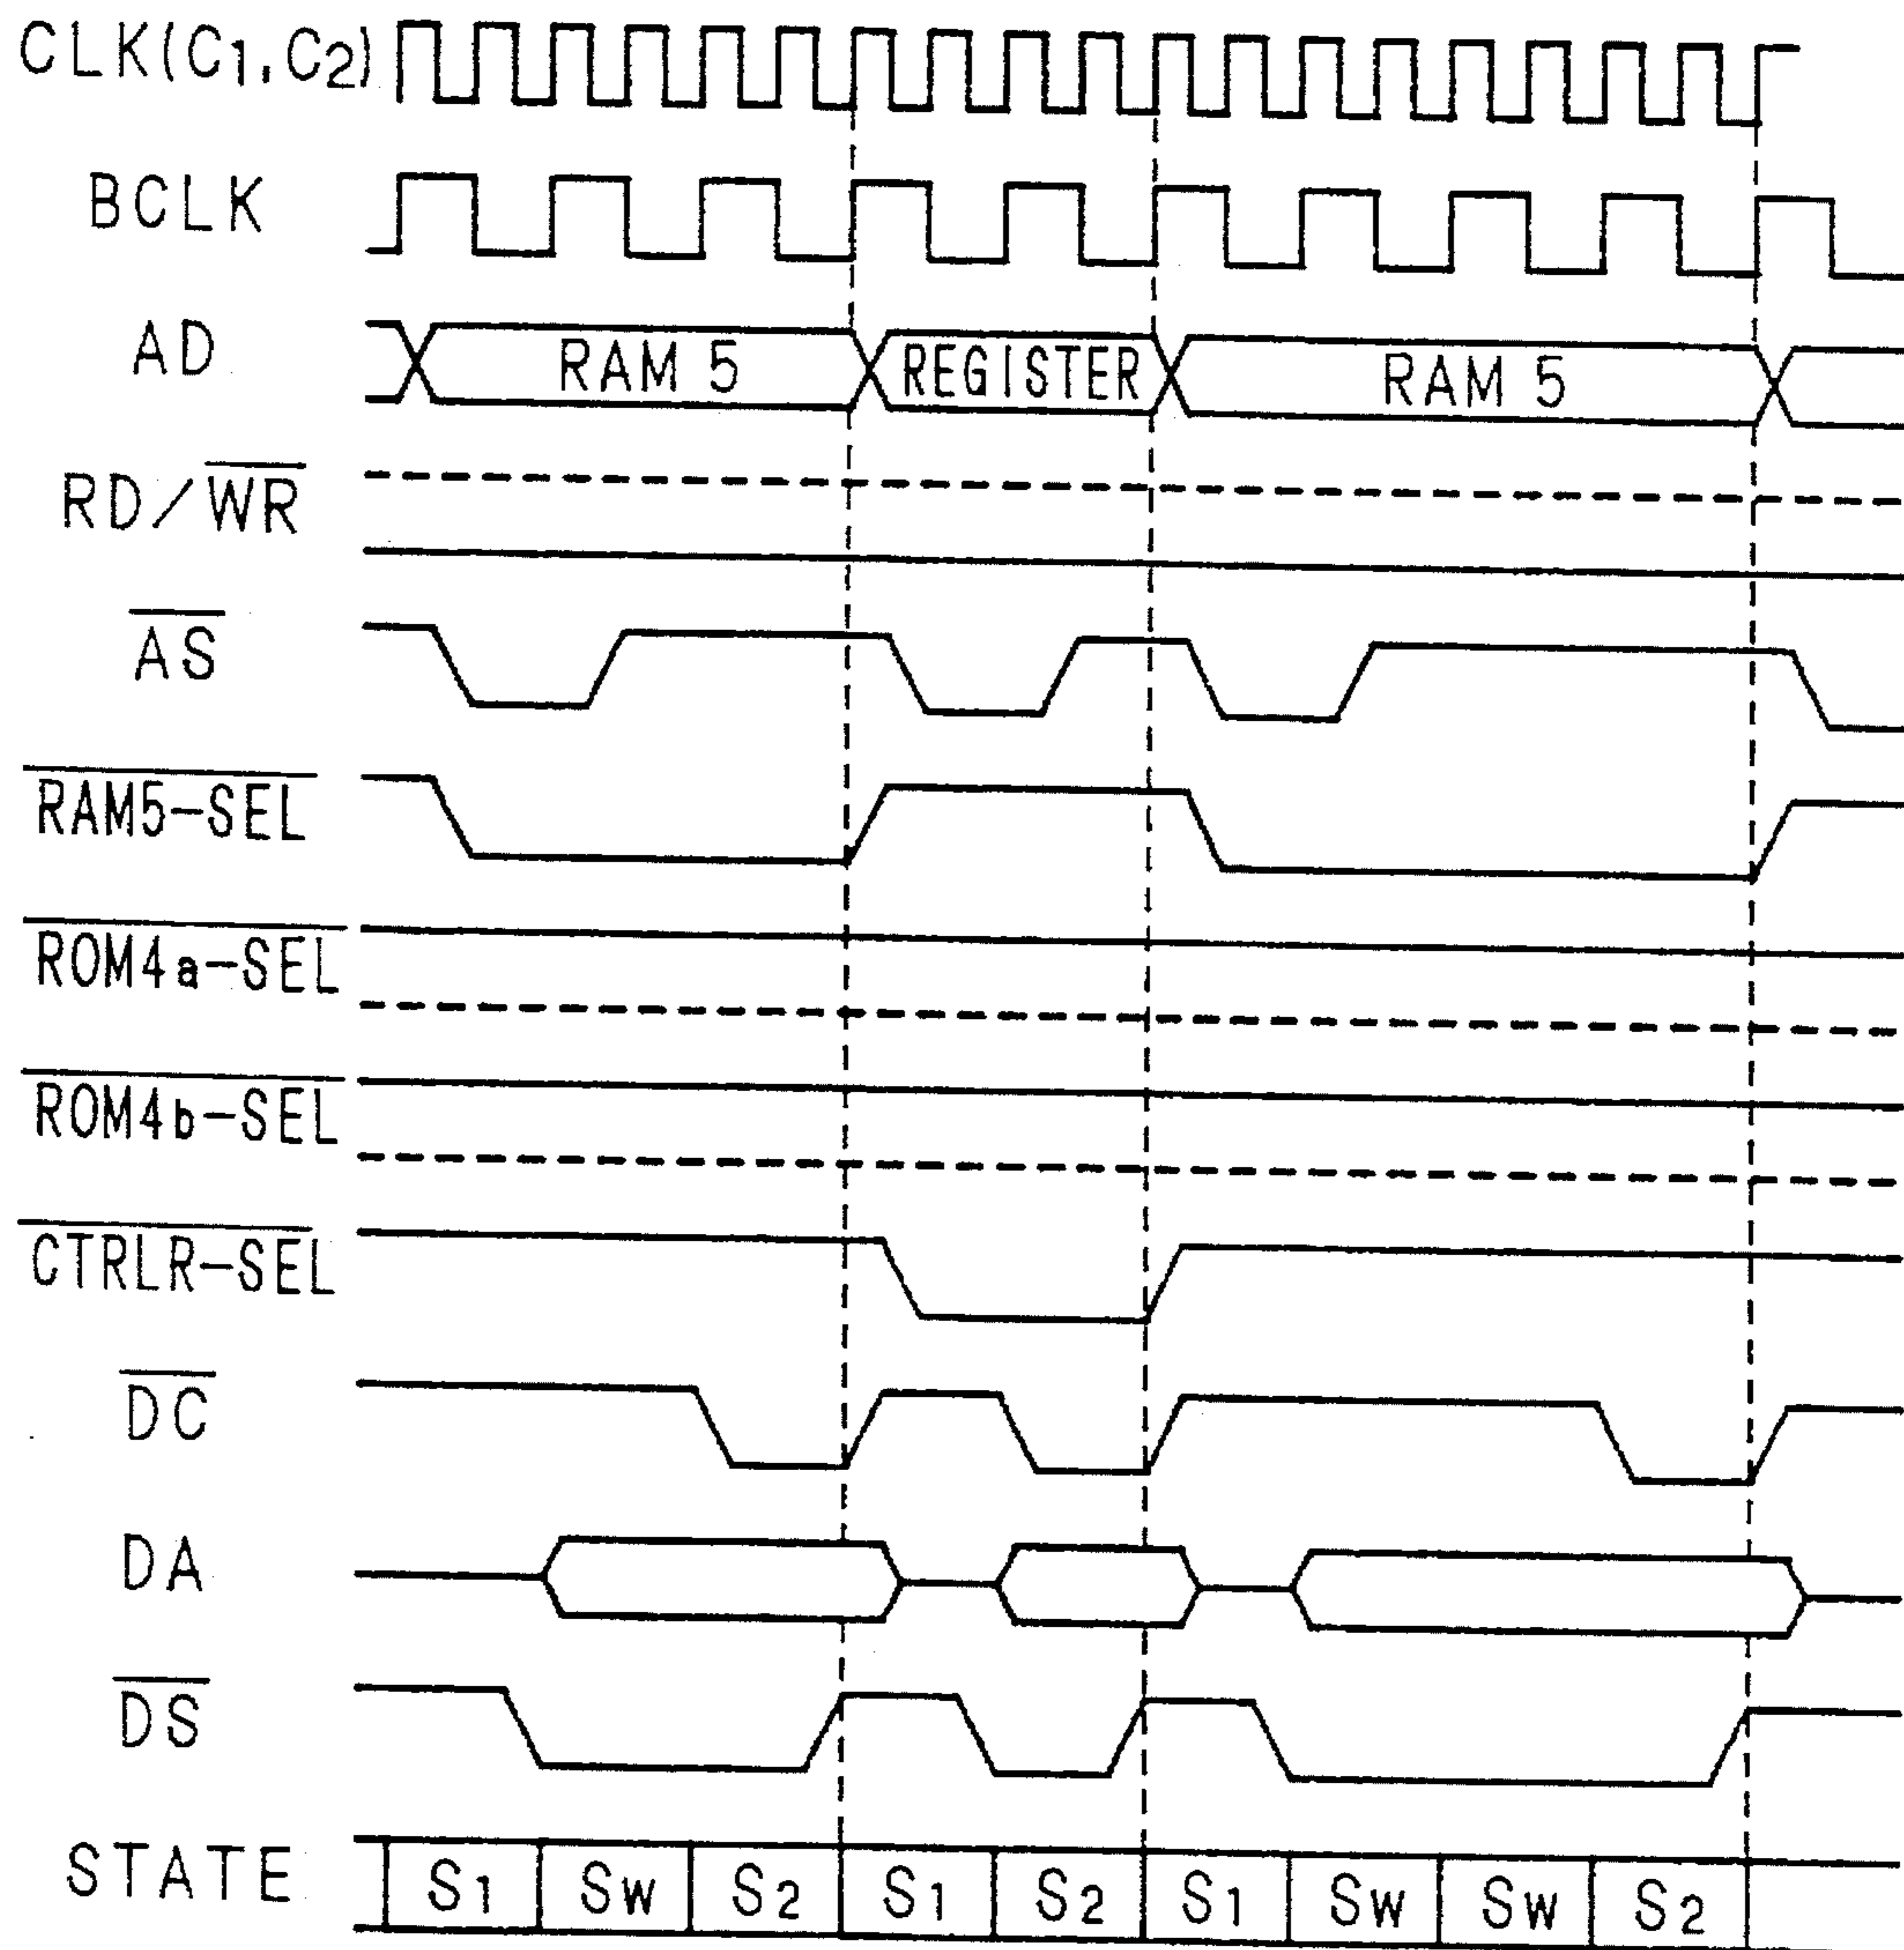 CLK(C1,C2)
BCLK
AD RAM 5 REGISTER RAM 5
RD/WR
AS
RAM5-SEL
ROM4a-SEL
ROM4b-SEL
CTRLR-SEL
DC
DA
DS
STATE S1 SW S2 S1 S2 S1 SW SW S2